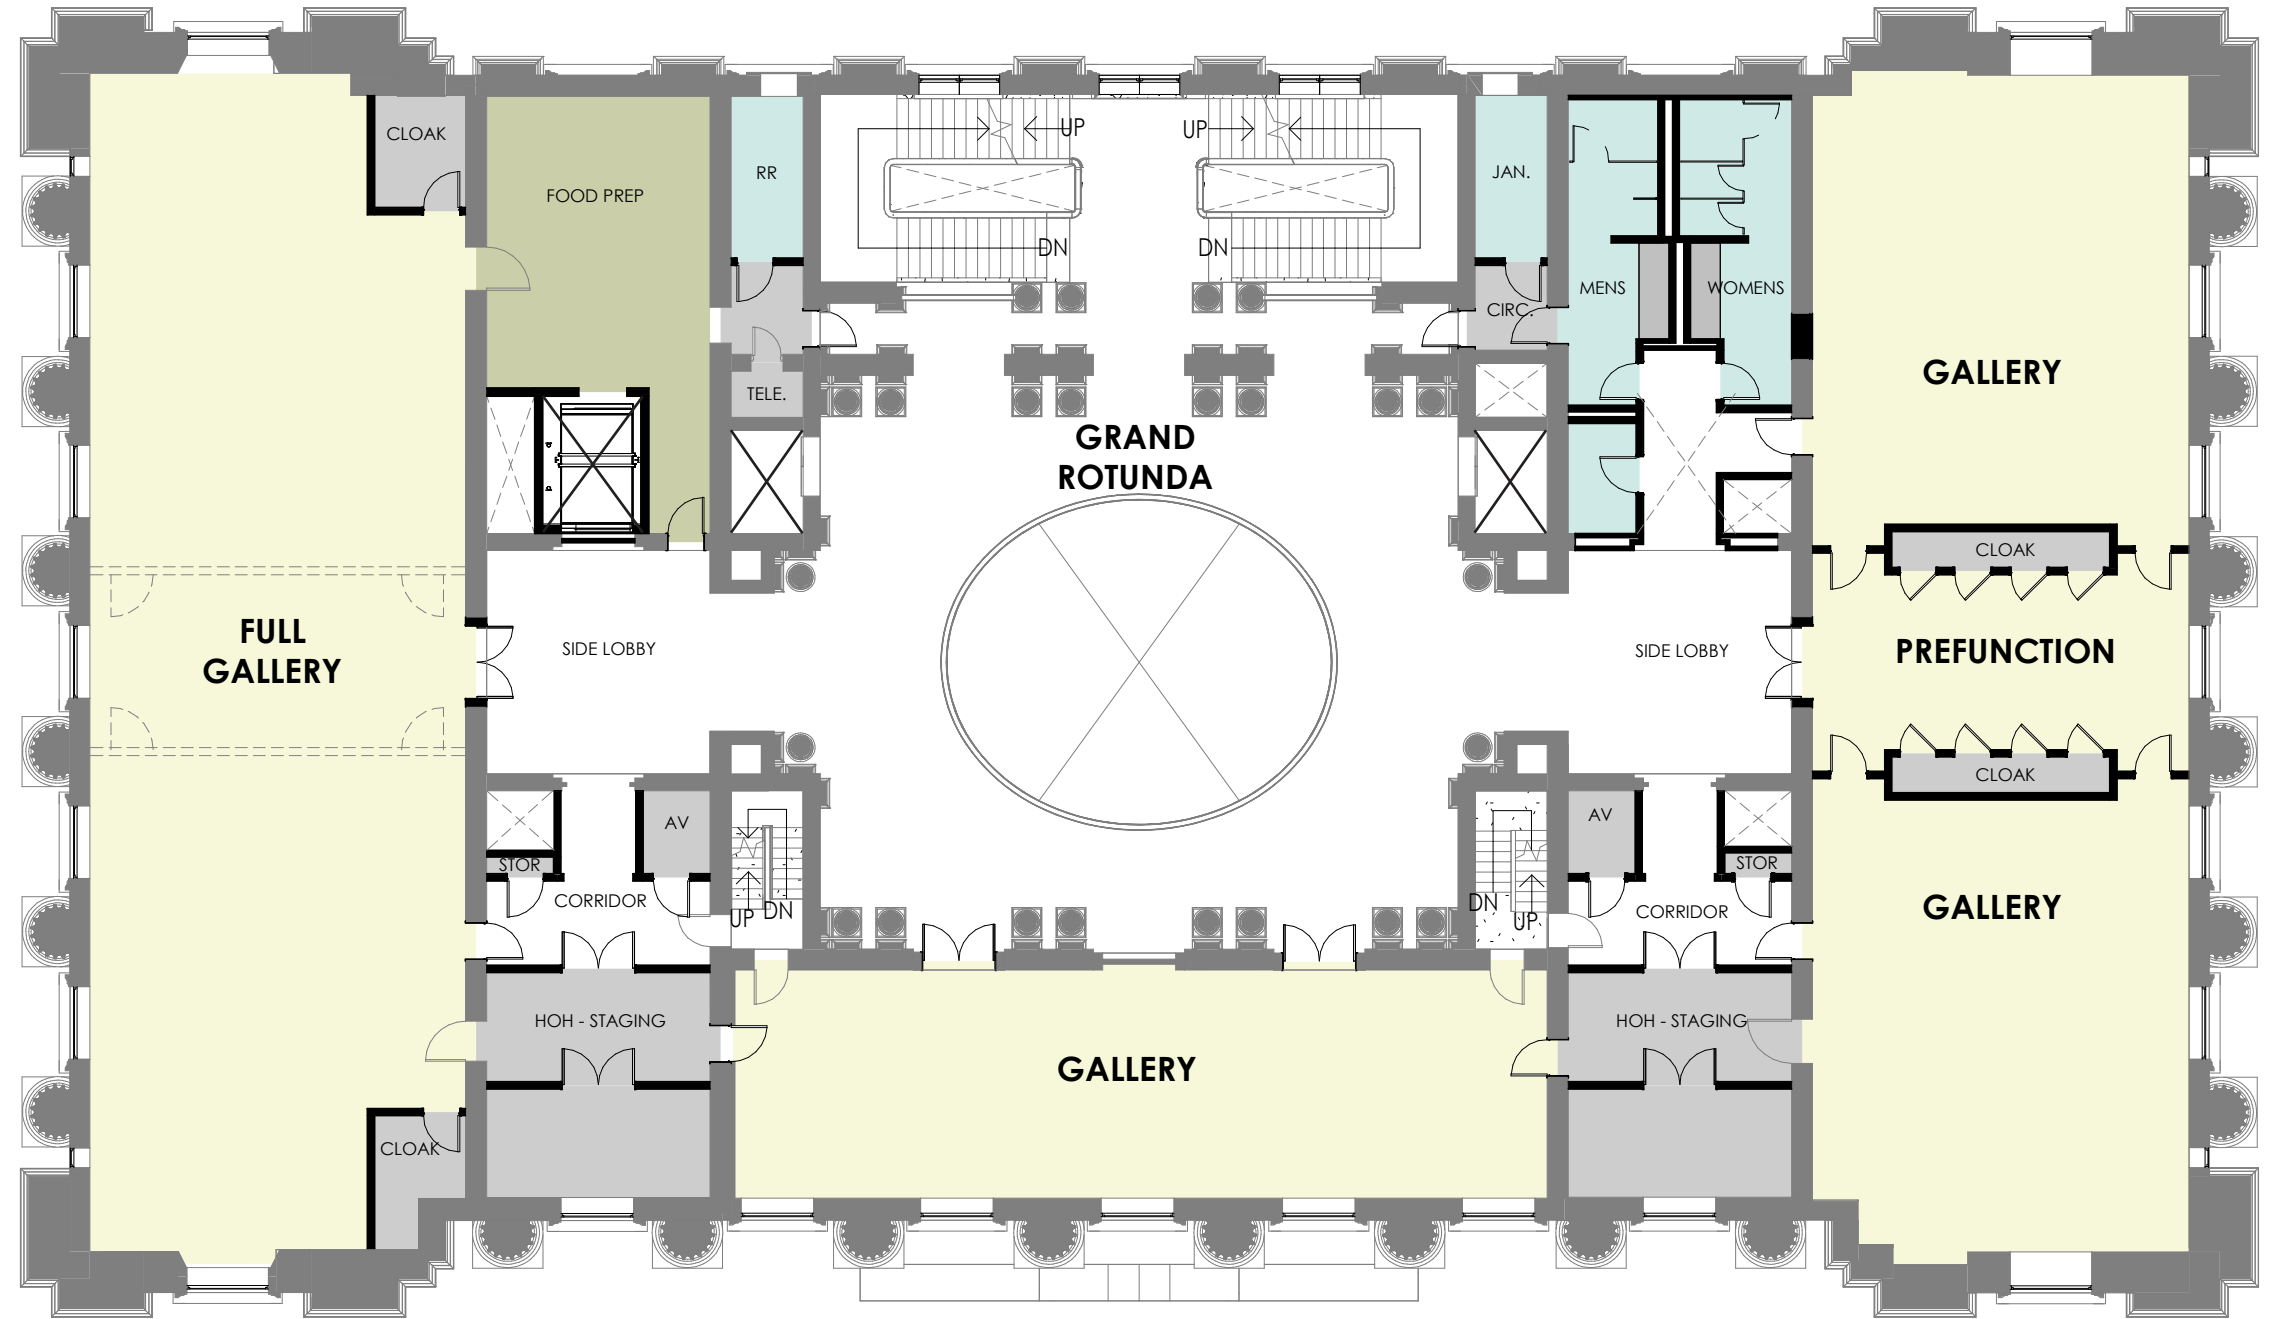 CLOAK
FOOD PREP
RR
UP
UP
DN
DN
JAN.
CIRC.
MENS
WOMENS
TELE.
GALLERY
GRAND
ROTUNDA
CLOAK
FULL
GALLERY
SIDE LOBBY
SIDE LOBBY
PREFUNCTION
CLOAK
AV
AV
STOR
STOR
CORRIDOR
UP
DN
DN
UP
CORRIDOR
GALLERY
HOH - STAGING
HOH - STAGING
GALLERY
CLOAK